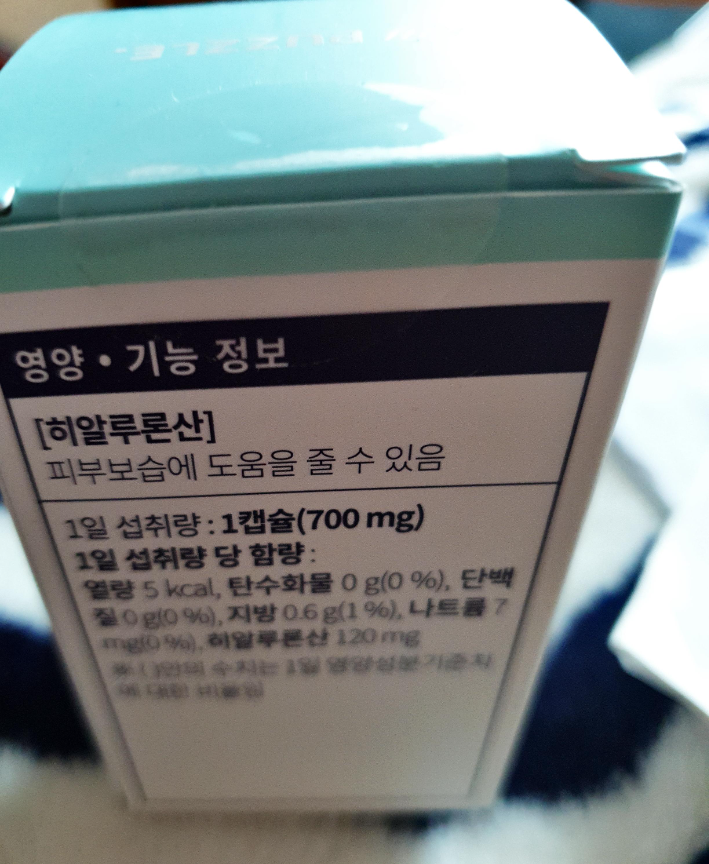 PUZZLE.
영양 • 기능 정보
[히알루론산]
피부보습에 도움을 줄 수 있음
1일 섭취량 : 1캡슐(700 mg)
1일 섭취량 당 함량 :
열량 5 kcal, 탄수화물 0 g(0 %), 단백
질 0 g(0 %), 지방 0.6 g(1 %), 나트륨 7
mg(0 %), 히알루론산 120 mg
※ ( )안의 수치는 1일 영양성분기준치
에 대한 비율임